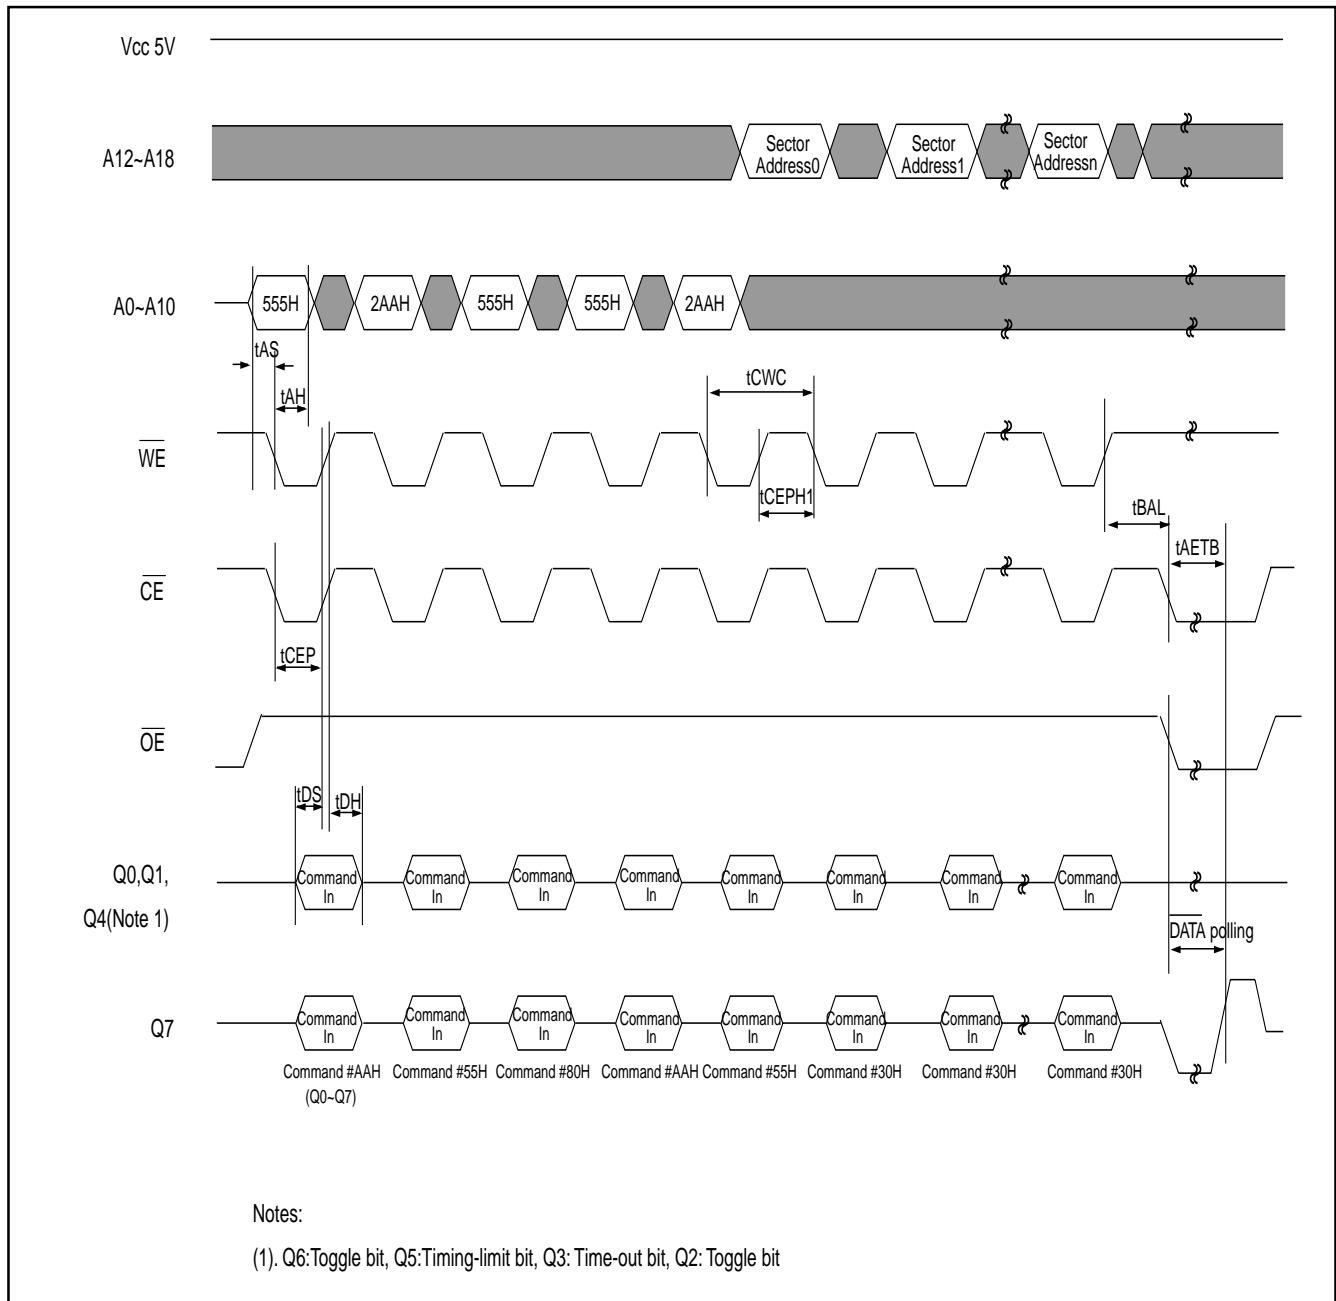 Vcc 5V
A12~A18
Sector
Address0
Sector
Address1
Sector
Addressn
A0~A10
555H
2AAH
555H
555H
2AAH
tAS
tAH
tCWC
WE
tCEPH1
tBAL
tAETB
CE
tCEP
OE
tDS
tDH
Q0,Q1,
Q4(Note 1)
Command
In
Command
In
Command
In
Command
In
Command
In
Command
In
Command
In
Command
In
DATA polling
Q7
Command
In
Command
In
Command
In
Command
In
Command
In
Command
In
Command
In
Command
In
Command #AAH
(Q0~Q7)
Command #55H
Command #80H
Command #AAH
Command #55H
Command #30H
Command #30H
Command #30H
Notes:
(1). Q6:Toggle bit, Q5:Timing-limit bit, Q3: Time-out bit, Q2: Toggle bit